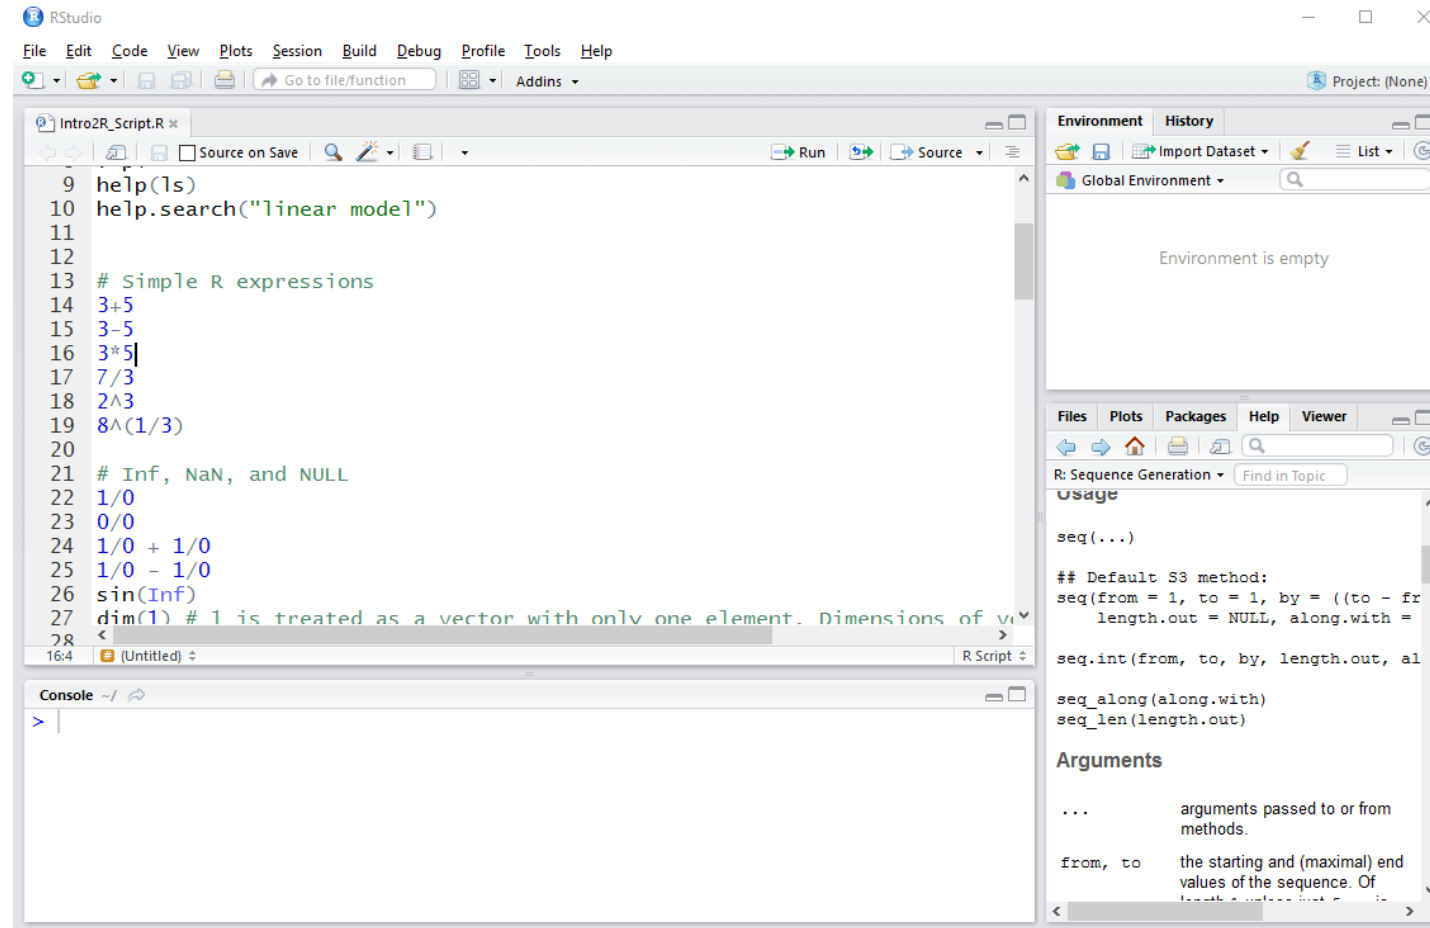 RStudio
File Edit Code View Plots Session Build Debug Profile Tools Help
Go to file/function Addins Project: (None)
Intro2R_Script.R
Source on Save Run Source
9 help(ls)
10 help.search("linear model")
11
12
13 # Simple R expressions
14 3+5
15 3-5
16 3*5
17 7/3
18 2^3
19 8^(1/3)
20
21 # Inf, NaN, and NULL
22 1/0
23 0/0
24 1/0 + 1/0
25 1/0 - 1/0
26 sin(Inf)
27 dim(1) # 1 is treated as a vector with only one element. Dimensions of
28
16:4 (Untitled) R Script
Console ~/
>
Environment History
Import Dataset List
Global Environment
Environment is empty
Files Plots Packages Help Viewer
R: Sequence Generation Find in Topic
Usage
seq(...)
## Default S3 method:
seq(from = 1, to = 1, by = ((to - fr
length.out = NULL, along.with =
seq.int(from, to, by, length.out, al
seq_along(along.with)
seq_len(length.out)
Arguments
... arguments passed to or from
methods.
from, to the starting and (maximal) end
values of the sequence. Of